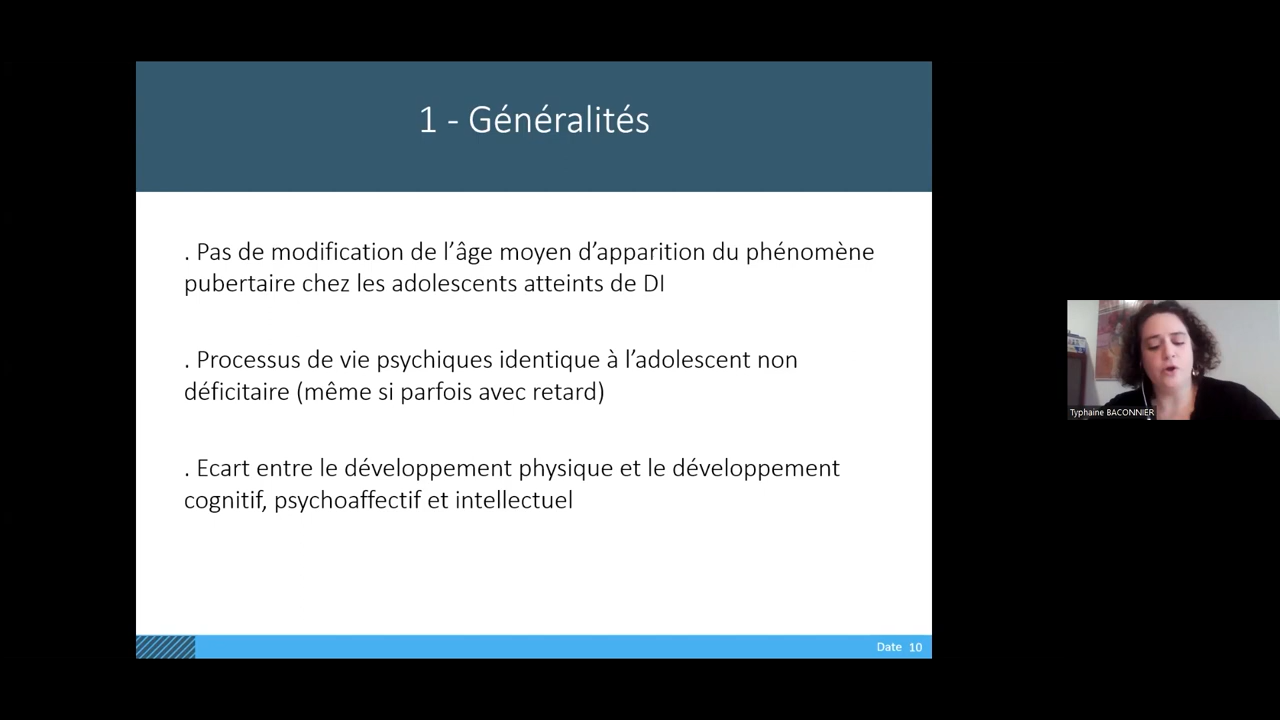 1 - Généralités
. Pas de modification de l’âge moyen d’apparition du phénomène
pubertaire chez les adolescents atteints de DI
. Processus de vie psychiques identique à l’adolescent non
déficitaire (même si parfois avec retard)
. Ecart entre le développement physique et le développement
cognitif, psychoaffectif et intellectuel
Typhaine BACONNIER
Date 10